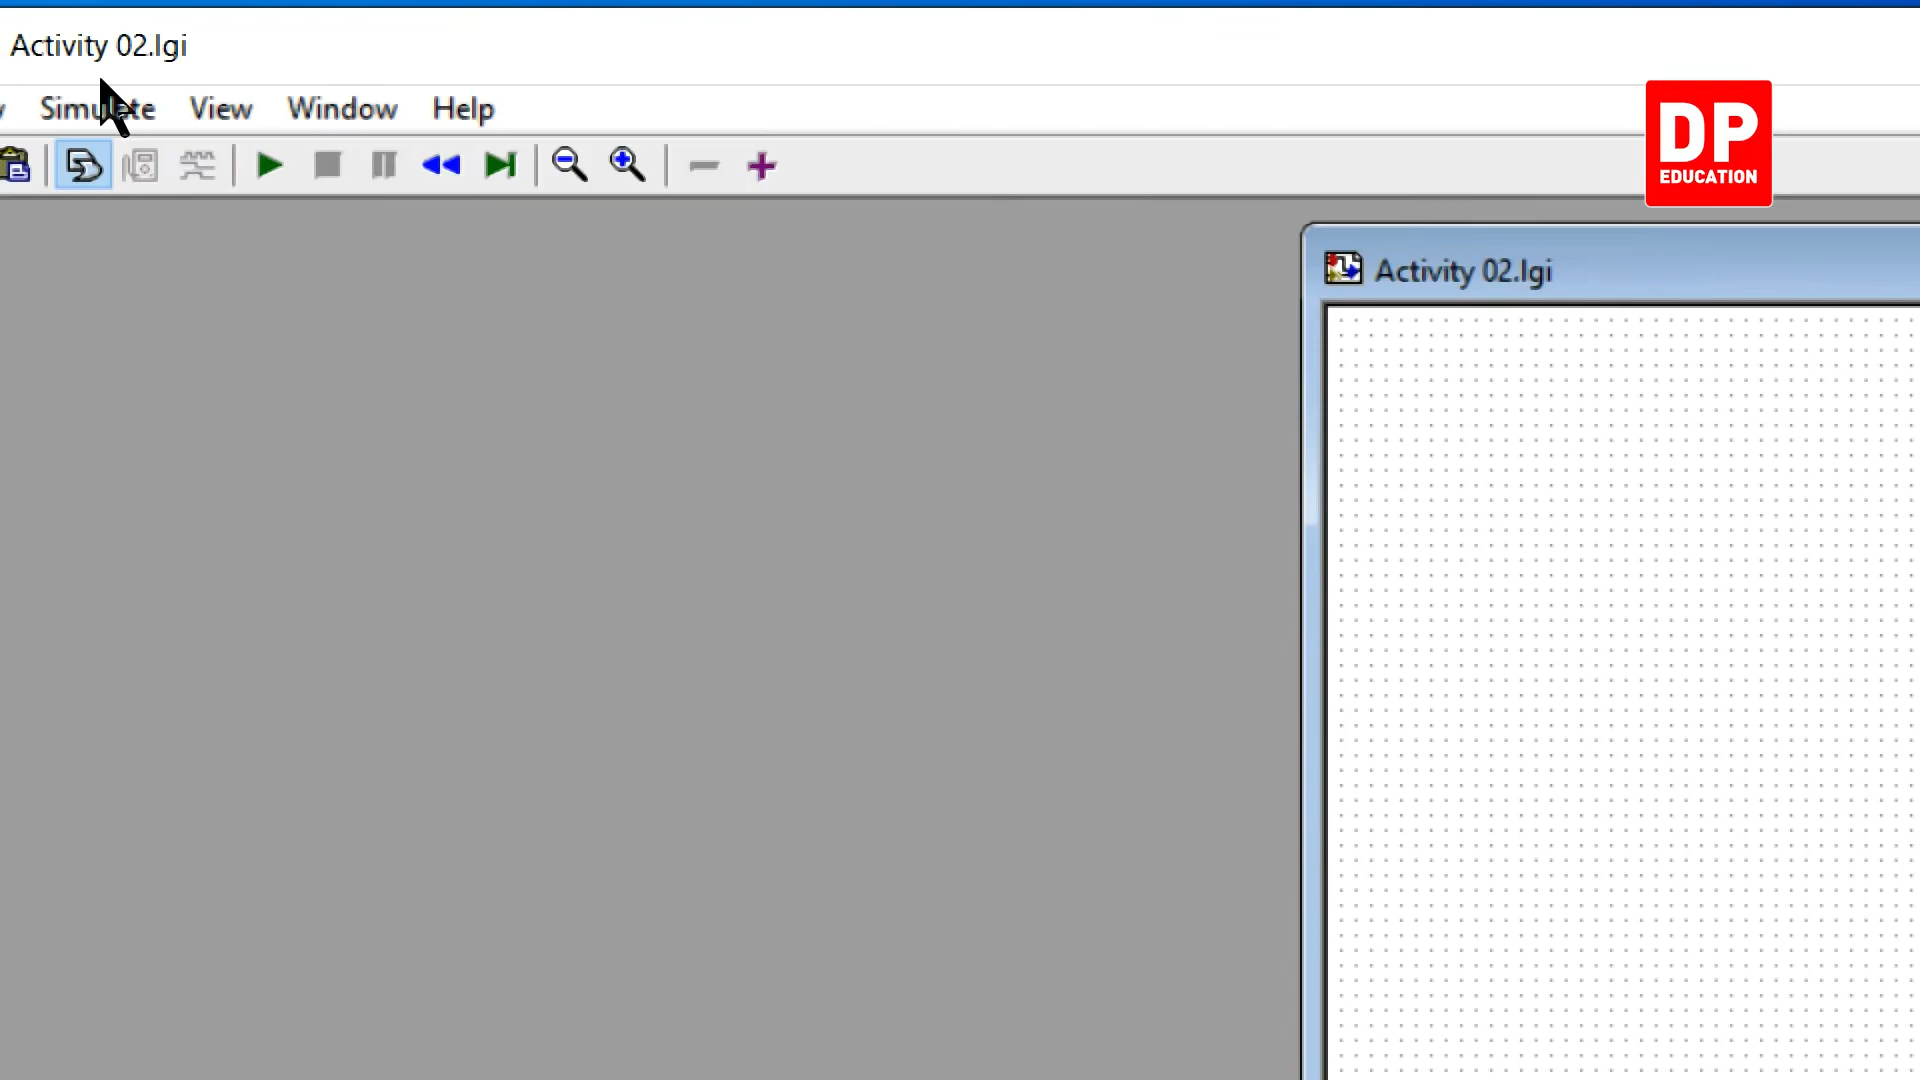 Activity 02.lgi
Simulate View Window Help
DP
EDUCATION
Activity 02.lgi